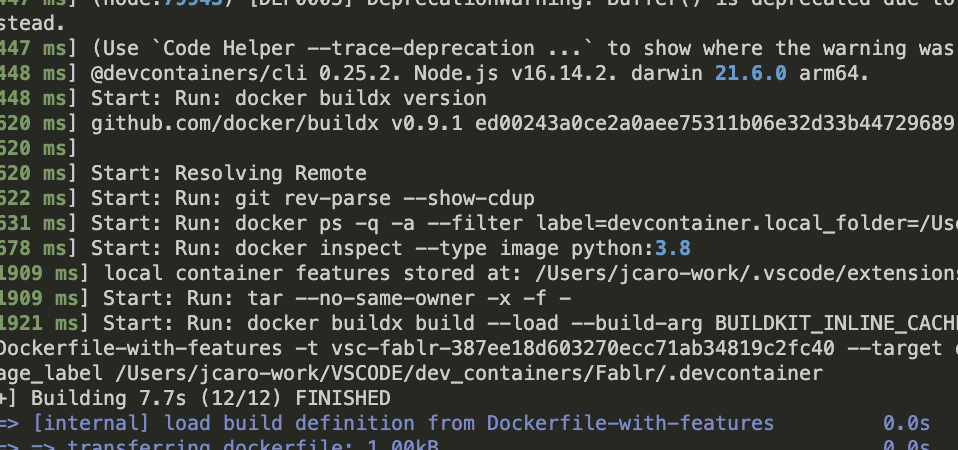 447 ms] (node:79943) [DEP0005] DeprecationWarning: Buffer() is deprecated due to
stead.
447 ms] (Use `Code Helper --trace-deprecation ...` to show where the warning was
448 ms] @devcontainers/cli 0.25.2. Node.js v16.14.2. darwin 21.6.0 arm64.
448 ms] Start: Run: docker buildx version
620 ms] github.com/docker/buildx v0.9.1 ed00243a0ce2a0aee75311b06e32d33b44729689
620 ms]
620 ms] Start: Resolving Remote
622 ms] Start: Run: git rev-parse --show-cdup
631 ms] Start: Run: docker ps -q -a --filter label=devcontainer.local_folder=/Use
678 ms] Start: Run: docker inspect --type image python:3.8
1909 ms] local container features stored at: /Users/jcaro-work/.vscode/extensions
1909 ms] Start: Run: tar --no-same-owner -x -f -
1921 ms] Start: Run: docker buildx build --load --build-arg BUILDKIT_INLINE_CACHE
Dockerfile-with-features -t vsc-fablr-387ee18d603270ecc71ab34819c2fc40 --target
age_label /Users/jcaro-work/VSCODE/dev_containers/Fablr/.devcontainer
+] Building 7.7s (12/12) FINISHED
=> [internal] load build definition from Dockerfile-with-features 0.0s
=> => transferring dockerfile: 1.00kB 0.0s